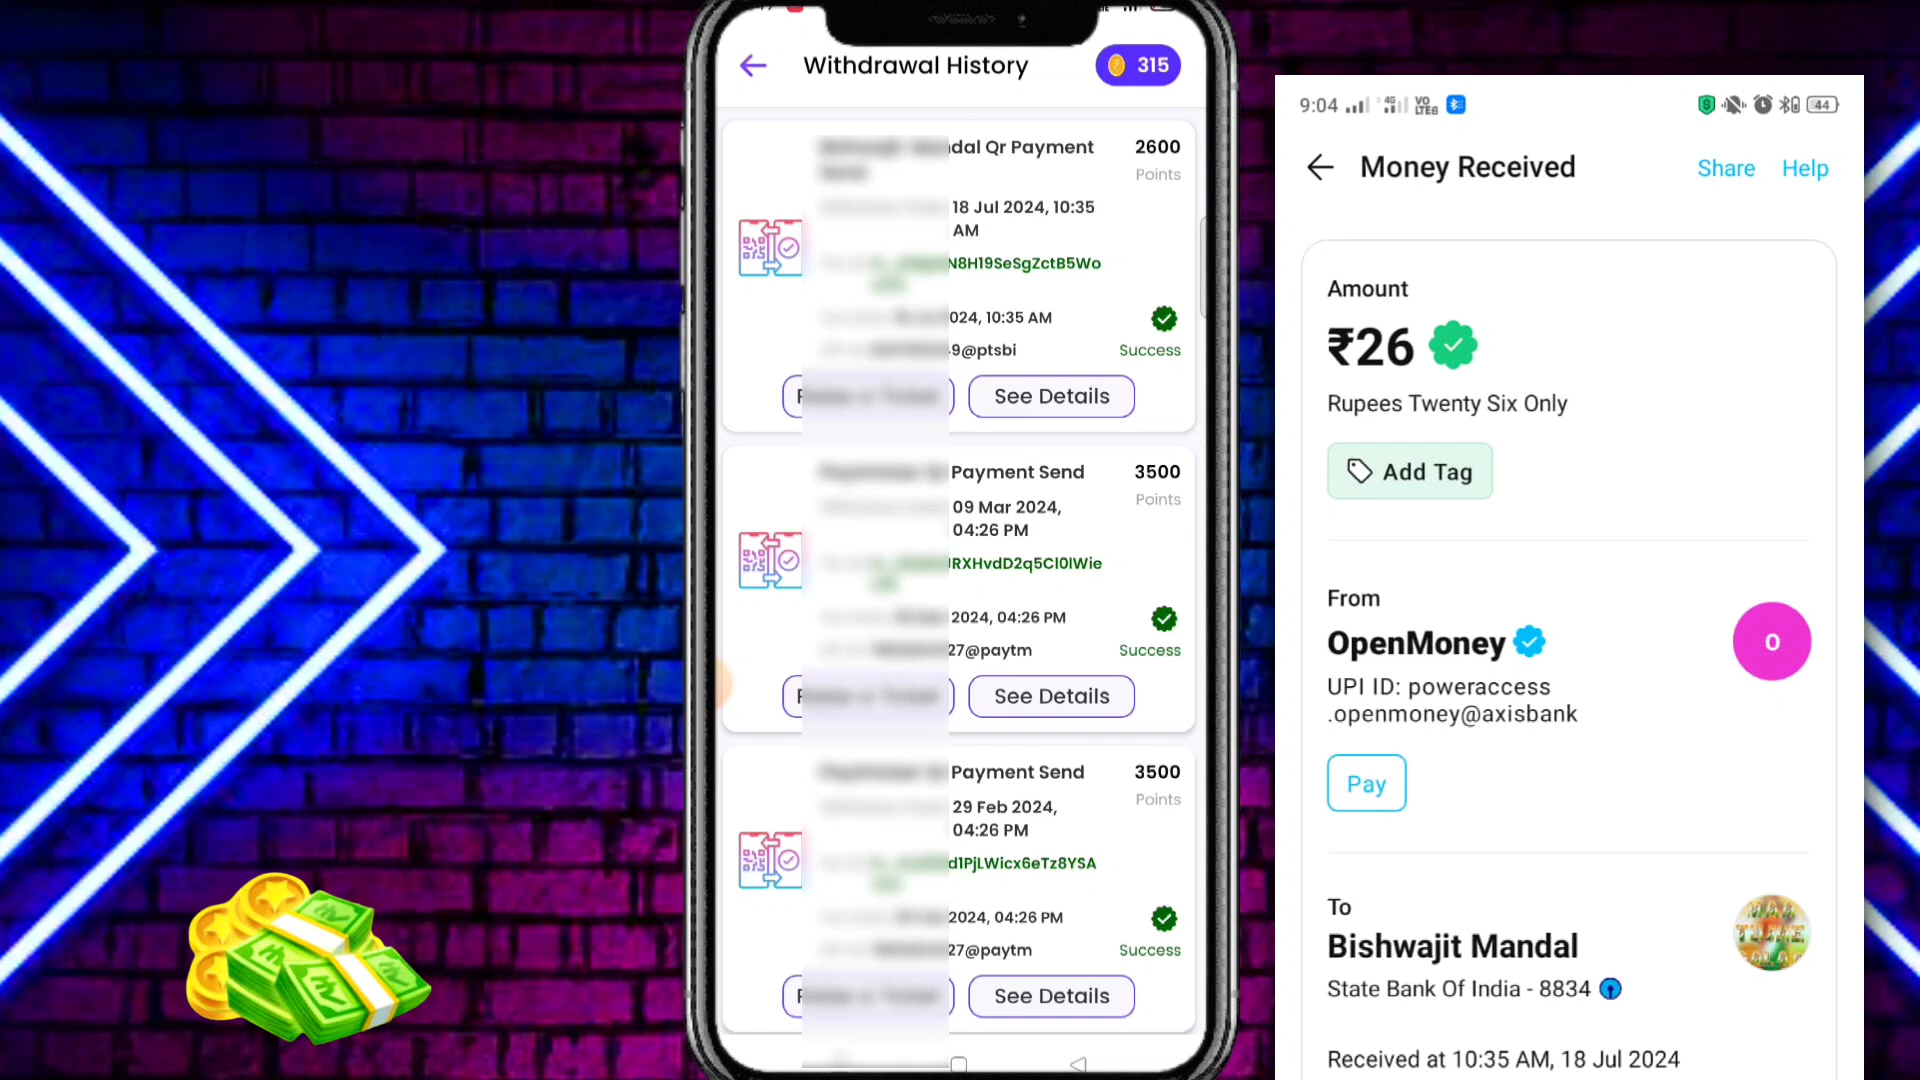 Withdrawal History
315
dal Qr Payment
2600
Points
18 Jul 2024, 10:35
AM
N8H19SeSgZctB5Wo
024, 10:35 AM
9@ptsbi
Success
See Details
Payment Send
3500
Points
09 Mar 2024,
04:26 PM
RXHvdD2q5Cl0IWie
2024, 04:26 PM
27@paytm
Success
See Details
Payment Send
3500
Points
29 Feb 2024,
04:26 PM
d1PjLWicx6eTz8YSA
2024, 04:26 PM
27@paytm
Success
See Details
9:04
4G
VO
LTE6
44
Money Received
Share
Help
Amount
₹26
Rupees Twenty Six Only
Add Tag
From
OpenMoney
O
UPI ID: poweraccess
.openmoney@axisbank
Pay
To
Bishwajit Mandal
State Bank Of India - 8834
Received at 10:35 AM, 18 Jul 2024